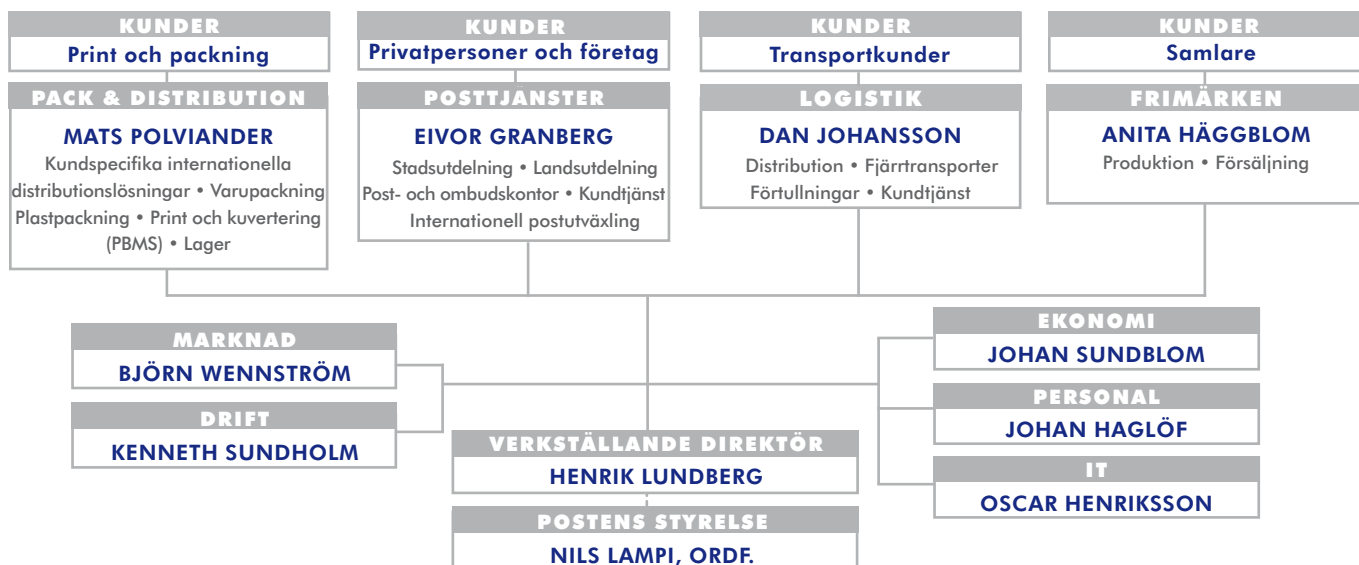 KUNDER
Print och packning
PACK & DISTRIBUTION
MATS POLVIANDER
Kundspecifika internationella
distributionslösningar • Varupackning
Plastpackning • Print och kuvertering
(PBMS) • Lager
KUNDER
Privatpersoner och företag
POSTTJÄNSTER
EIVOR GRANBERG
Stadsutdelning • Landsutdelning
Post- och ombudskontor • Kundtjänst
Internationell postutväxling
KUNDER
Transportkunder
LOGISTIK
DAN JOHANSSON
Distribution • Fjärrtransporter
Förtullningar • Kundtjänst
KUNDER
Samlare
FRIMÄRKEN
ANITA HÄGGBLOM
Produktion • Försäljning
MARKNAD
BJÖRN WENNSTRÖM
DRIFT
KENNETH SUNDHOLM
EKONOMI
JOHAN SUNDBLOM
PERSONAL
JOHAN HAGLÖF
IT
OSCAR HENRIKSSON
VERKSTÄLLANDE DIREKTÖR
HENRIK LUNDBERG
POSTENS STYRELSE
NILS LAMPI, ORDF.